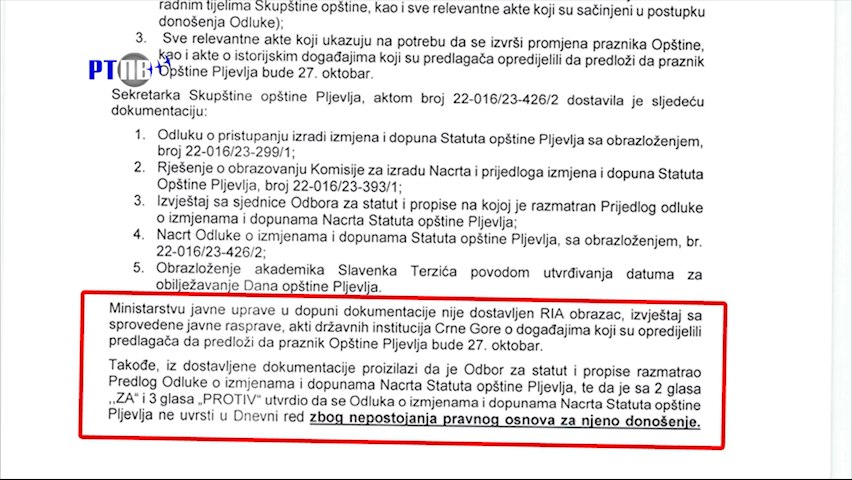 radnim tijelima Skupštine opštine, kao i sve relevantne akte koji su sačinjeni u postupku
donošenja Odluke);
3. Sve relevantne akte koji ukazuju na potrebu da se izvrši promjena praznika Opštine,
kao i akte o istorijskim događajima koji su predlagača opredijelili da predloži da praznik
Opštine Pljevlja bude 27. oktobar.
РТПВ
Sekretarka Skupštine opštine Pljevlja, aktom broj 22-016/23-426/2 dostavila je sljedeću
dokumentaciju:
1. Odluku o pristupanju izradi izmjena i dopuna Statuta opštine Pljevlja sa obrazloženjem,
broj 22-016/23-299/1;
2. Rješenje o obrazovanju Komisije za izradu Nacrta i prijedloga izmjena i dopuna Statuta
Opštine Pljevlja, broj 22-016/23-393/1;
3. Izvještaj sa sjednice Odbora za statut i propise na kojoj je razmatran Prijedlog odluke
o izmjenama i dopunama Nacrta Statuta opštine Pljevlja;
4. Nacrt Odluke o izmjenama i dopunama Statuta opštine Pljevlja, sa obrazloženjem, br.
22-016/23-426/2;
5. Obrazloženje akademika Slavenka Terzića povodom utvrđivanja datuma za
obilježavanje Dana opštine Pljevlja.
Ministarstvu javne uprave u dopuni dokumentacije nije dostavljen RIA obrazac, izvještaj sa
sprovedene javne rasprave, akti državnih institucija Crne Gore o događajima koji su opredijelili
predlagača da predloži da praznik Opštine Pljevlja bude 27. oktobar.
Takođe, iz dostavljene dokumentacije proizilazi da je Odbor za statut i propise razmatrao
Predlog Odluke o izmjenama i dopunama Nacrta Statuta opštine Pljevlja, te da je sa 2 glasa
,,ZA“ i 3 glasa „PROTIV“ utvrdio da se Odluka o izmjenama i dopunama Nacrta Statuta opštine
Pljevlja ne uvrsti u Dnevni red zbog nepostojanja pravnog osnova za njeno donošenje.